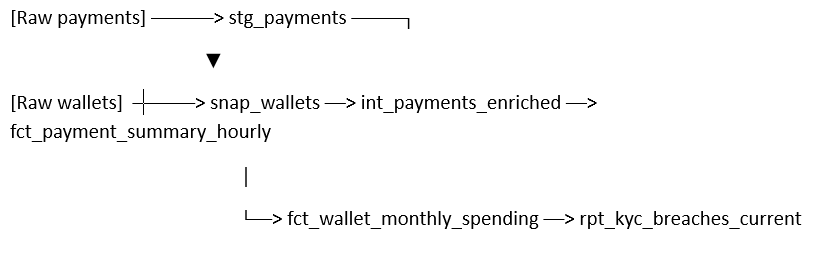 [Raw payments] ─────> stg_payments ────┐
▼
[Raw wallets] ─┼────> snap_wallets ──> int_payments_enriched ──>
fct_payment_summary_hourly
│
└──> fct_wallet_monthly_spending ──> rpt_kyc_breaches_current